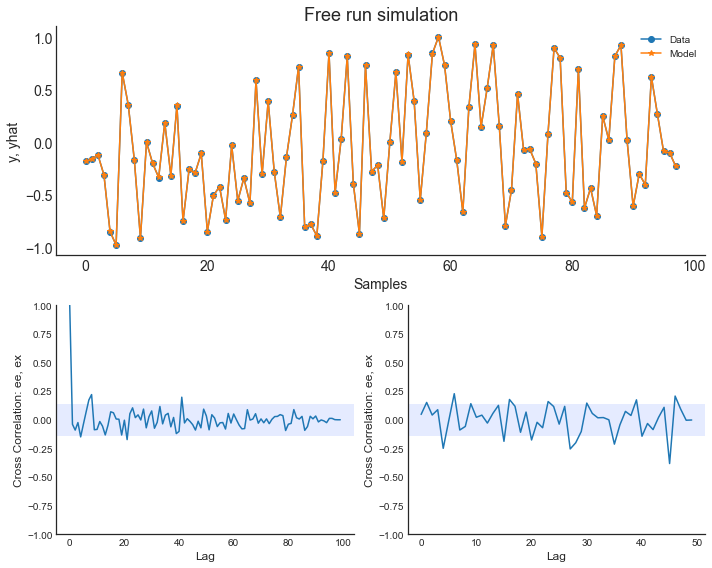 Free run simulation
Data
Model
y, yhat
1.0
0.5
0.0
−0.5
−1.0
0 20 40 60 80 100
Samples
Cross Correlation: ee, ex
1.00
0.75
0.50
0.25
0.00
−0.25
−0.50
−0.75
−1.00
0 20 40 60 80 100
Lag
Cross Correlation: ee, ex
1.00
0.75
0.50
0.25
0.00
−0.25
−0.50
−0.75
−1.00
0 10 20 30 40 50
Lag